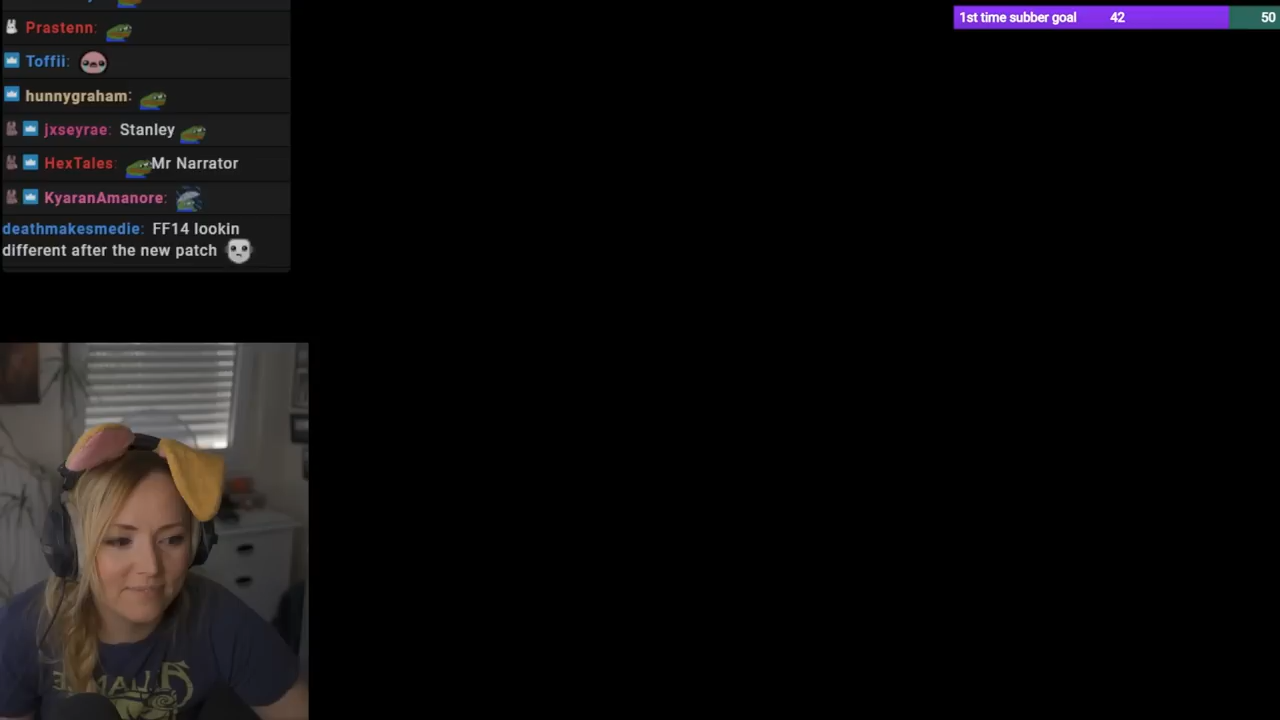 1st time subber goal 42 50
Prastenn:
Toffii:
hunnygraham:
jxseyrae: Stanley
HexTales: Mr Narrator
KyaranAmanore:
deathmakesmedie: FF14 lookin
different after the new patch